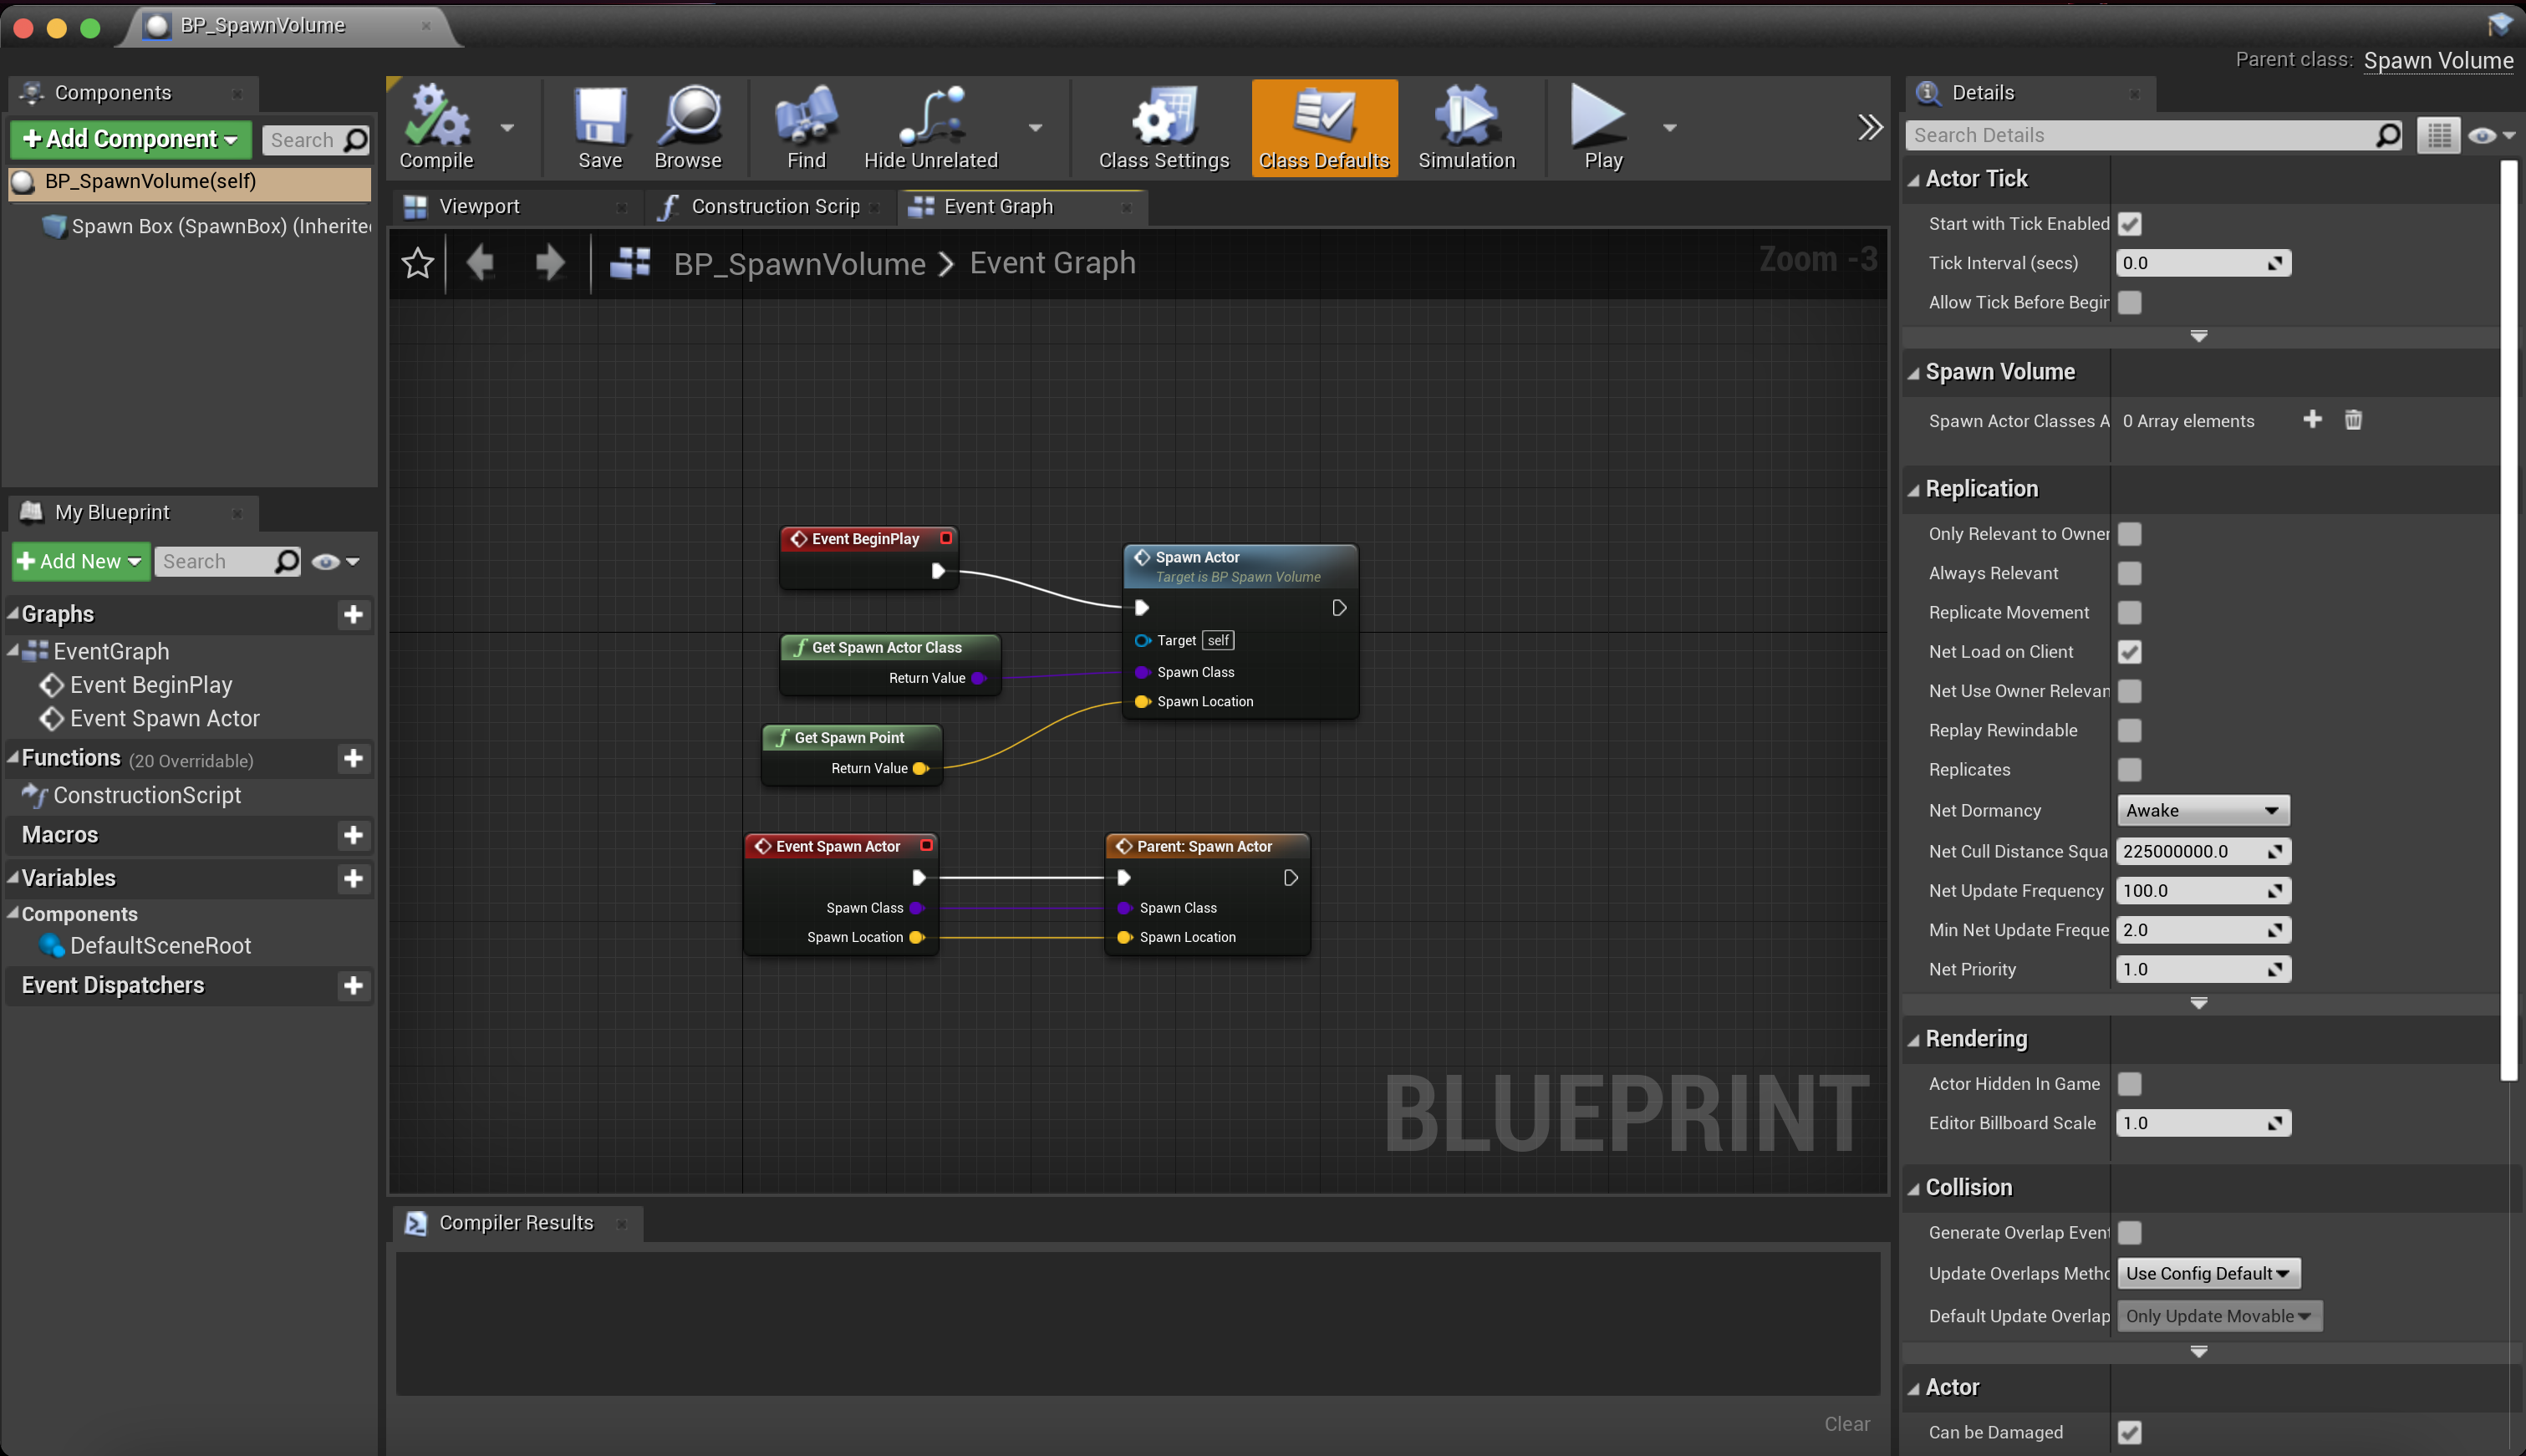 BP_SpawnVolume
Parent class: Spawn Volume
Components
Add Component
Search
BP_SpawnVolume(self)
Spawn Box (SpawnBox) (Inherite
My Blueprint
Add New
Search
Graphs
EventGraph
Event BeginPlay
Event Spawn Actor
Functions (20 Overridable)
ConstructionScript
Macros
Variables
Components
DefaultSceneRoot
Event Dispatchers
Compile
Save
Browse
Find
Hide Unrelated
Class Settings
Class Defaults
Simulation
Play
Viewport
Construction Scrip
Event Graph
BP_SpawnVolume > Event Graph
Zoom -3
Event BeginPlay
Spawn Actor
Target is BP Spawn Volume
Target self
Spawn Class
Spawn Location
Get Spawn Actor Class
Return Value
Get Spawn Point
Return Value
Event Spawn Actor
Spawn Class
Spawn Location
Parent: Spawn Actor
Spawn Class
Spawn Location
BLUEPRINT
Compiler Results
Clear
Details
Search Details
Actor Tick
Start with Tick Enabled
Tick Interval (secs) 0.0
Allow Tick Before Begin
Spawn Volume
Spawn Actor Classes A 0 Array elements
Replication
Only Relevant to Owner
Always Relevant
Replicate Movement
Net Load on Client
Net Use Owner Relevan
Replay Rewindable
Replicates
Net Dormancy Awake
Net Cull Distance Squa 225000000.0
Net Update Frequency 100.0
Min Net Update Freque 2.0
Net Priority 1.0
Rendering
Actor Hidden In Game
Editor Billboard Scale 1.0
Collision
Generate Overlap Event
Update Overlaps Metho Use Config Default
Default Update Overlap Only Update Movable
Actor
Can be Damaged